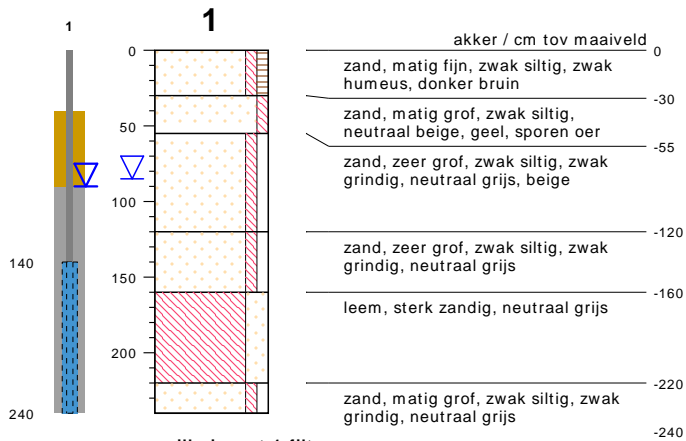 1
1
akker / cm tov maaiveld
0
0
zand, matig fijn, zwak siltig, zwak
humeus, donker bruin
-30
zand, matig grof, zwak siltig,
neutraal beige, geel, sporen oer
50
-55
zand, zeer grof, zwak siltig, zwak
grindig, neutraal grijs, beige
100
-120
zand, zeer grof, zwak siltig, zwak
grindig, neutraal grijs
140
150
-160
leem, sterk zandig, neutraal grijs
200
-220
zand, matig grof, zwak siltig, zwak
grindig, neutraal grijs
240
-240